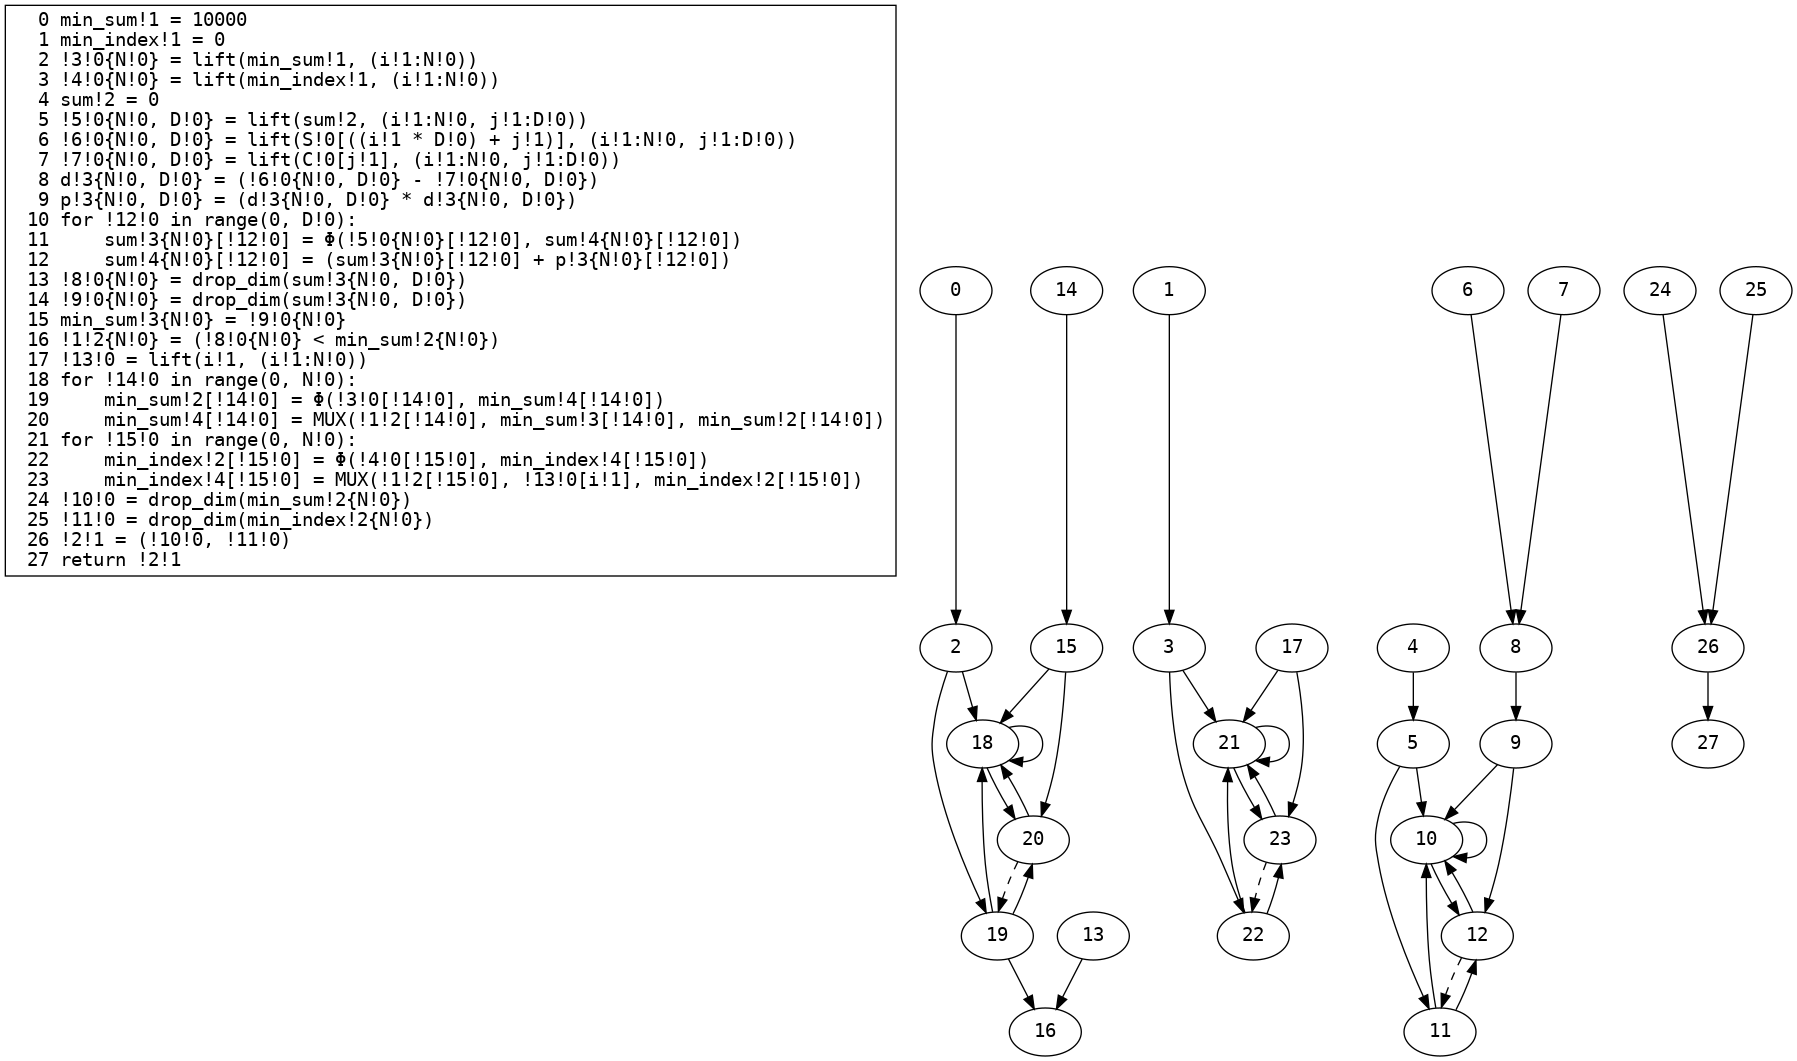 0 min_sum!1 = 10000
1 min_index!1 = 0
2 !3!0{N!0} = lift(min_sum!1, (i!1:N!0))
3 !4!0{N!0} = lift(min_index!1, (i!1:N!0))
4 sum!2 = 0
5 !5!0{N!0, D!0} = lift(sum!2, (i!1:N!0, j!1:D!0))
6 !6!0{N!0, D!0} = lift(S!0[((i!1 * D!0) + j!1)], (i!1:N!0, j!1:D!0))
7 !7!0{N!0, D!0} = lift(C!0[j!1], (i!1:N!0, j!1:D!0))
8 d!3{N!0, D!0} = (!6!0{N!0, D!0} - !7!0{N!0, D!0})
9 p!3{N!0, D!0} = (d!3{N!0, D!0} * d!3{N!0, D!0})
10 for !12!0 in range(0, D!0):
11     sum!3{N!0}[!12!0] = Φ(!5!0{N!0}[!12!0], sum!4{N!0}[!12!0])
12     sum!4{N!0}[!12!0] = (sum!3{N!0}[!12!0] + p!3{N!0}[!12!0])
13 !8!0{N!0} = drop_dim(sum!3{N!0, D!0})
14 !9!0{N!0} = drop_dim(sum!3{N!0, D!0})
15 min_sum!3{N!0} = !9!0{N!0}
16 !1!2{N!0} = (!8!0{N!0} < min_sum!2{N!0})
17 !13!0 = lift(i!1, (i!1:N!0))
18 for !14!0 in range(0, N!0):
19     min_sum!2[!14!0] = Φ(!3!0[!14!0], min_sum!4[!14!0])
20     min_sum!4[!14!0] = MUX(!1!2[!14!0], min_sum!3[!14!0], min_sum!2[!14!0])
21 for !15!0 in range(0, N!0):
22     min_index!2[!15!0] = Φ(!4!0[!15!0], min_index!4[!15!0])
23     min_index!4[!15!0] = MUX(!1!2[!15!0], !13!0[i!1], min_index!2[!15!0])
24 !10!0 = drop_dim(min_sum!2{N!0})
25 !11!0 = drop_dim(min_index!2{N!0})
26 !2!1 = (!10!0, !11!0)
27 return !2!1
0 14 1 6 7 24 25
2 15 3 17 4 8 26
18 21 5 9 27
20 23 10
19 13 22 12
16 11